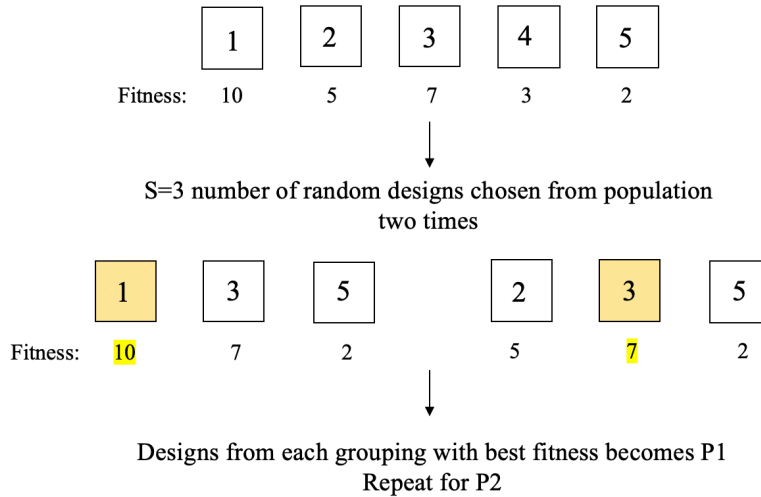 1 2 3 4 5
Fitness: 10 5 7 3 2
S=3 number of random designs chosen from population
two times
1 3 5 2 3 5
Fitness: 10 7 2 5 7 2
Designs from each grouping with best fitness becomes P1
Repeat for P2